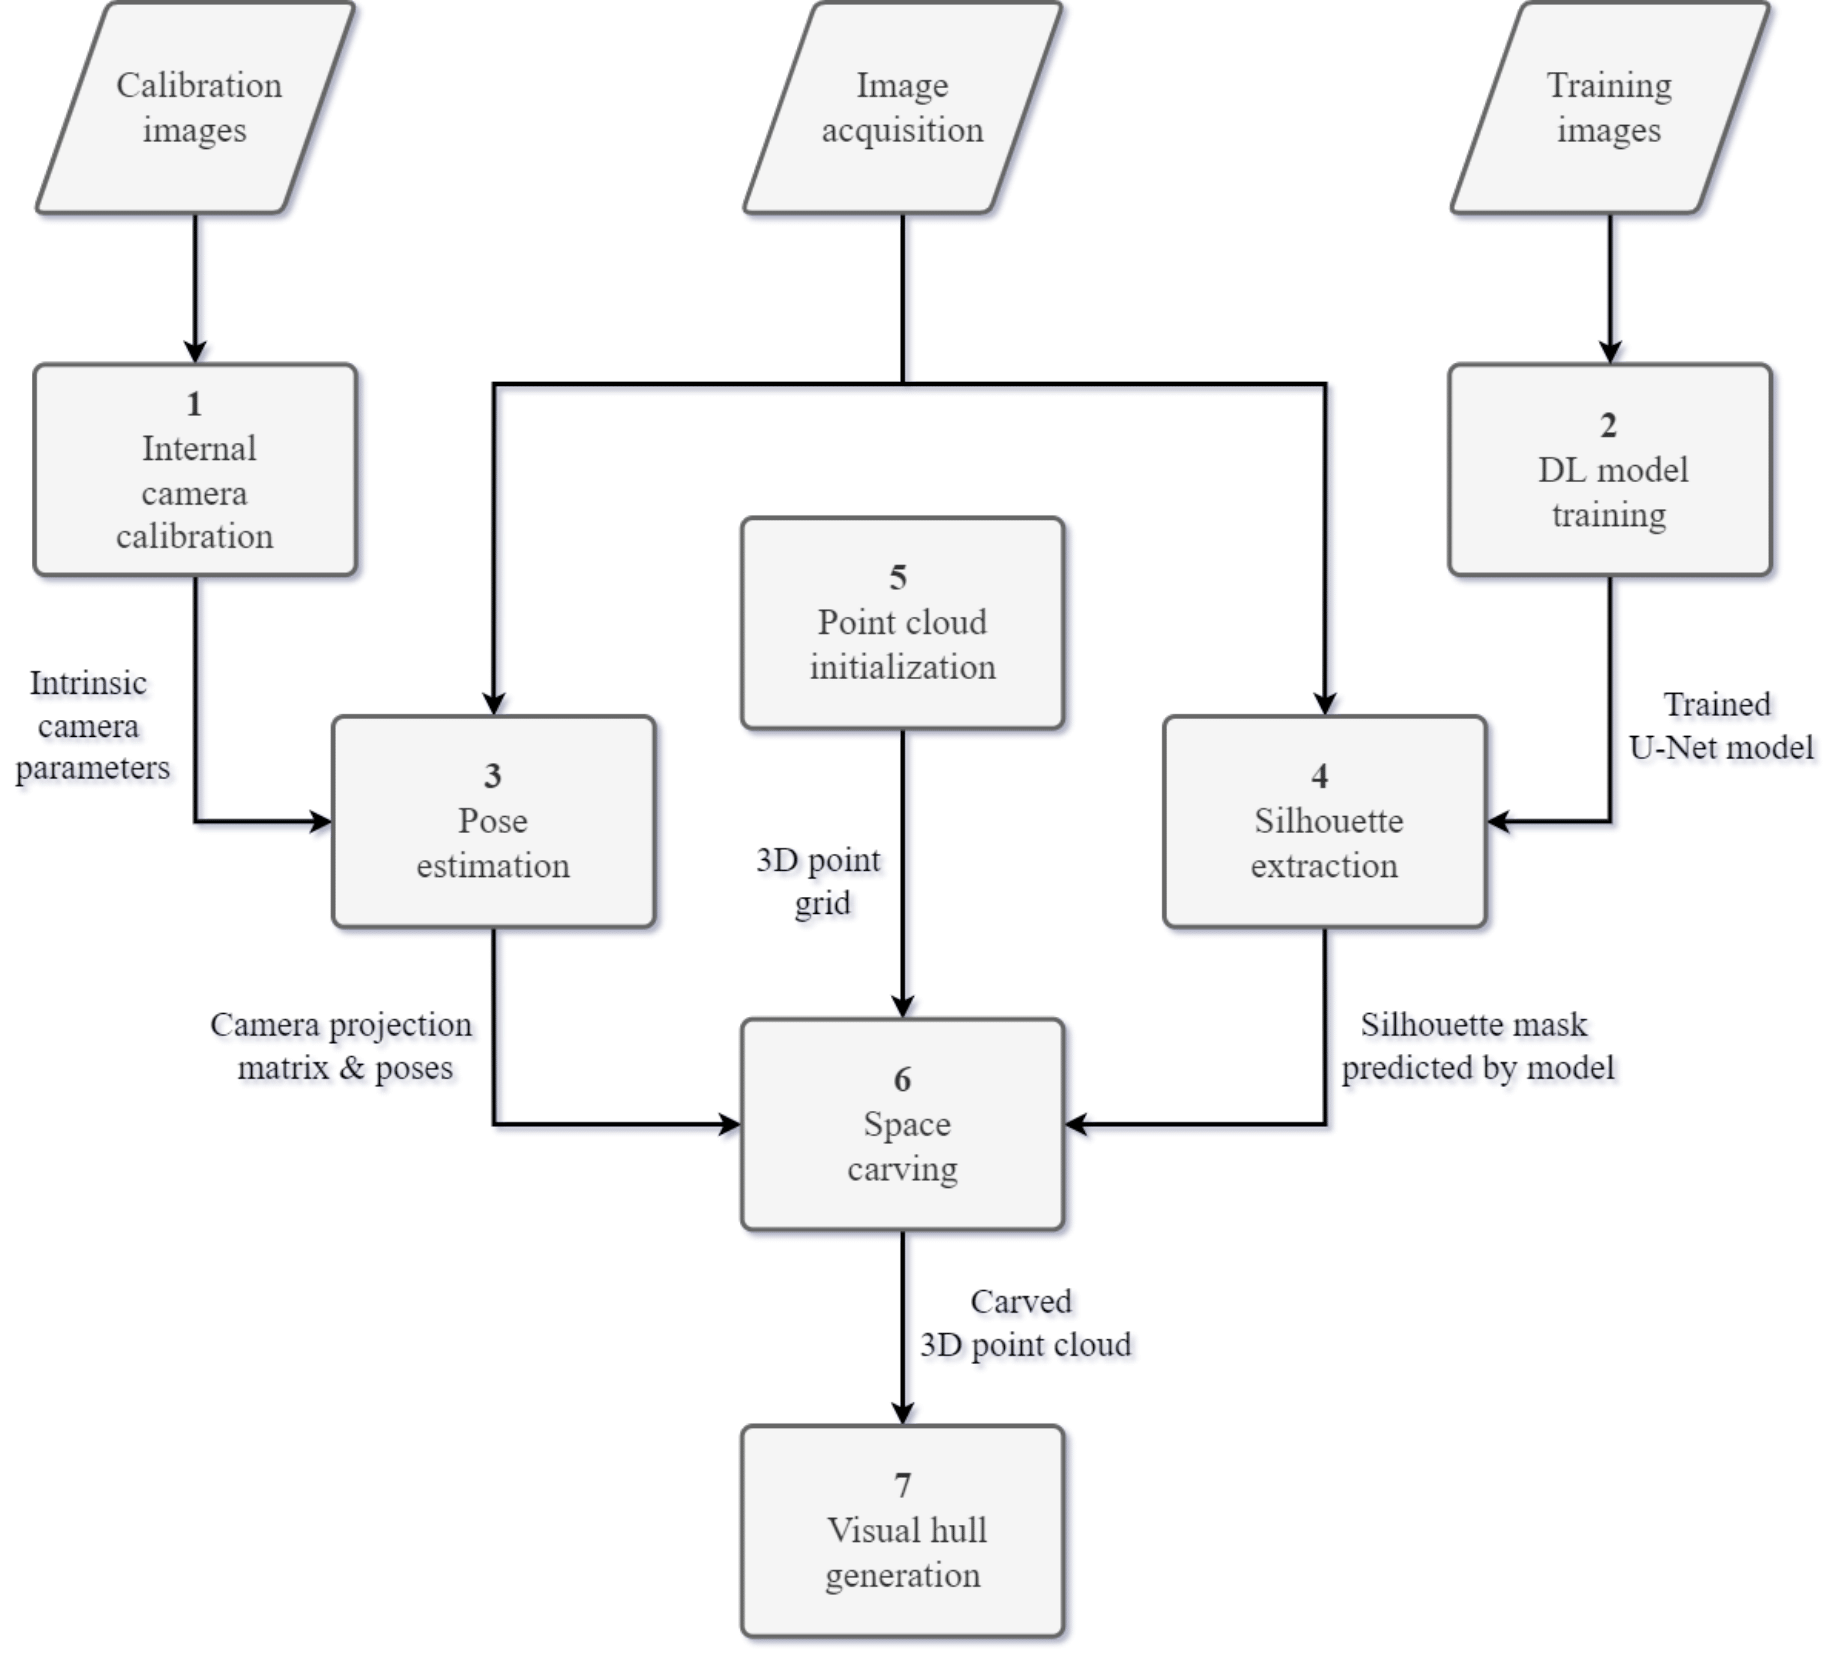 Calibration
images
Image
acquisition
Training
images
1
Internal
camera
calibration
2
DL model
training
5
Point cloud
initialization
Intrinsic
camera
parameters
Trained
U-Net model
3
Pose
estimation
4
Silhouette
extraction
3D point
grid
Camera projection
matrix & poses
Silhouette mask
predicted by model
6
Space
carving
Carved
3D point cloud
7
Visual hull
generation